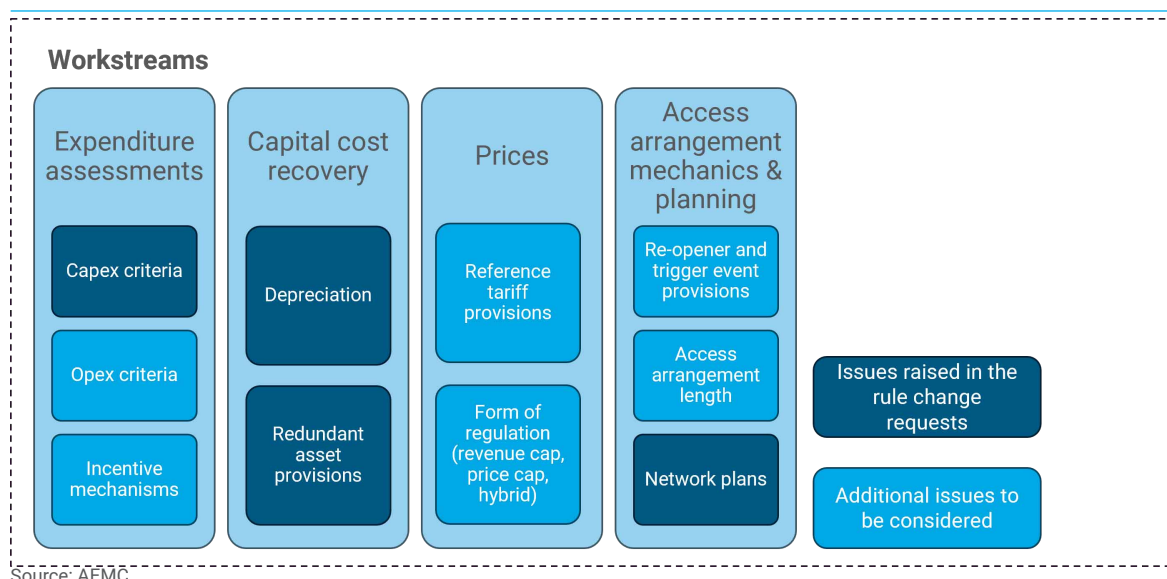 Workstreams
Expenditure
assessments
Capex criteria
Opex criteria
Incentive
mechanisms
Capital cost
recovery
Depreciation
Redundant
asset
provisions
Prices
Reference
tariff
provisions
Form of
regulation
(revenue cap,
price cap,
hybrid)
Access
arrangement
mechanics &
planning
Re-opener and
trigger event
provisions
Access
arrangement
length
Network plans
Issues raised in the
rule change
requests
Additional issues to
be considered
Source: AEMC